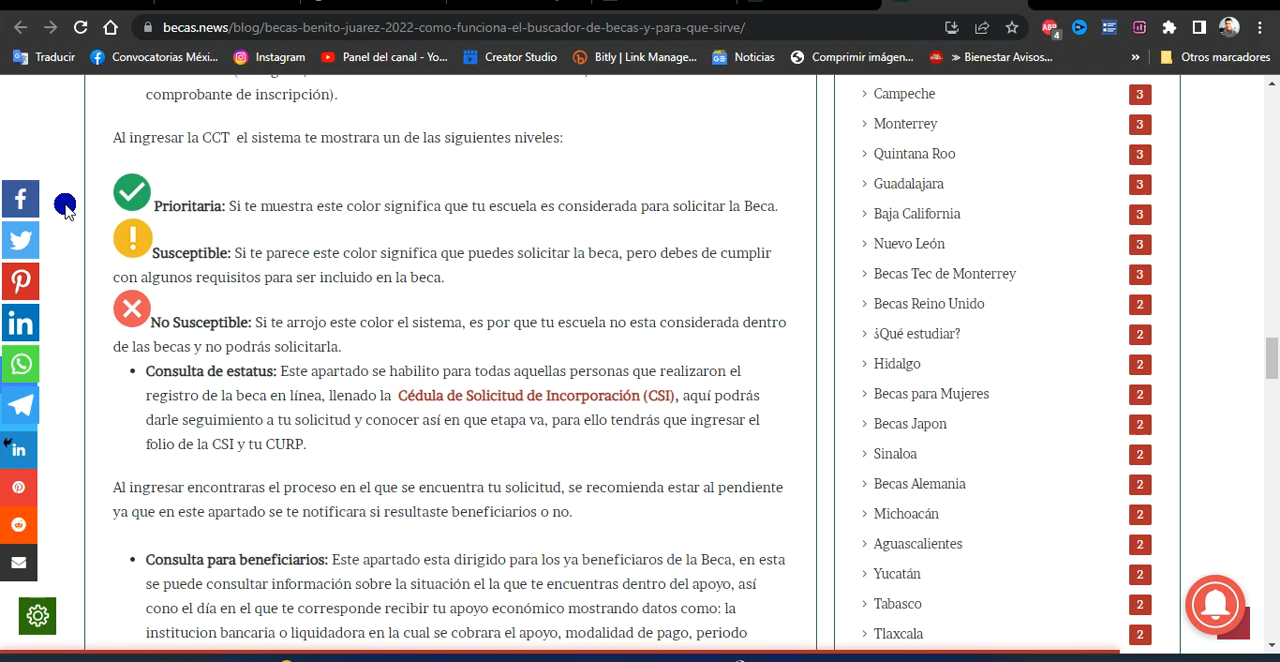 becas.news/blog/becas-benito-juarez-2022-como-funciona-el-buscador-de-becas-y-para-que-sirve/
Traducir
Convocatorias Méxi...
Instagram
Panel del canal - Yo...
Creator Studio
Bitly | Link Manage...
Noticias
Comprimir imágen...
≫ Bienestar Avisos...
»
Otros marcadores
ABP
4
comprobante de inscripción).
Al ingresar la CCT el sistema te mostrara un de las siguientes niveles:
Prioritaria: Si te muestra este color significa que tu escuela es considerada para solicitar la Beca.
Susceptible: Si te parece este color significa que puedes solicitar la beca, pero debes de cumplir
con algunos requisitos para ser incluido en la beca.
No Susceptible: Si te arrojo este color el sistema, es por que tu escuela no esta considerada dentro
de las becas y no podrás solicitarla.
• Consulta de estatus: Este apartado se habilito para todas aquellas personas que realizaron el
registro de la beca en línea, llenado la Cédula de Solicitud de Incorporación (CSI), aquí podrás
darle seguimiento a tu solicitud y conocer así en que etapa va, para ello tendrás que ingresar el
folio de la CSI y tu CURP.
Al ingresar encontraras el proceso en el que se encuentra tu solicitud, se recomienda estar al pendiente
ya que en este apartado se te notificara si resultaste beneficiarios o no.
• Consulta para beneficiarios: Este apartado esta dirigido para los ya beneficiaros de la Beca, en esta
se puede consultar información sobre la situación el la que te encuentras dentro del apoyo, así
cono el día en el que te corresponde recibir tu apoyo económico mostrando datos como: la
institucion bancaria o liquidadora en la cual se cobrara el apoyo, modalidad de pago, periodo
Campeche 3
Monterrey 3
Quintana Roo 3
Guadalajara 3
Baja California 3
Nuevo León 3
Becas Tec de Monterrey 3
Becas Reino Unido 2
¿Qué estudiar? 2
Hidalgo 2
Becas para Mujeres 2
Becas Japon 2
Sinaloa 2
Becas Alemania 2
Michoacán 2
Aguascalientes 2
Yucatán 2
Tabasco 2
Tlaxcala 2